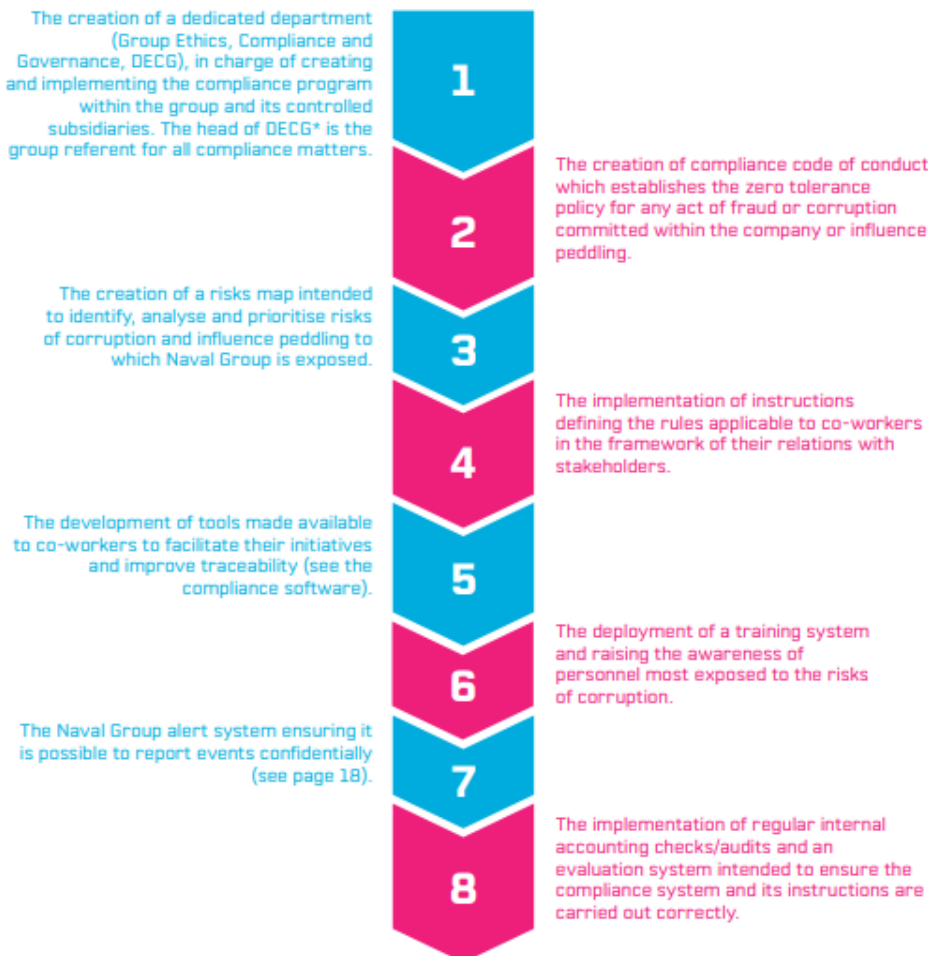 The creation of a dedicated department
(Group Ethics, Compliance and
Governance, DECG), in charge of creating
and implementing the compliance program
within the group and its controlled
subsidiaries. The head of DECG* is the
group referent for all compliance matters.
1
The creation of compliance code of conduct
which establishes the zero tolerance
policy for any act of fraud or corruption
committed within the company or influence
peddling.
2
The creation of a risks map intended
to identify, analyse and prioritise risks
of corruption and influence peddling to
which Naval Group is exposed.
3
The implementation of instructions
defining the rules applicable to co-workers
in the framework of their relations with
stakeholders.
4
The development of tools made available
to co-workers to facilitate their initiatives
and improve traceability (see the
compliance software).
5
The deployment of a training system
and raising the awareness of
personnel most exposed to the risks
of corruption.
6
The Naval Group alert system ensuring it
is possible to report events confidentially
(see page 18).
7
The implementation of regular internal
accounting checks/audits and an
evaluation system intended to ensure the
compliance system and its instructions are
carried out correctly.
8